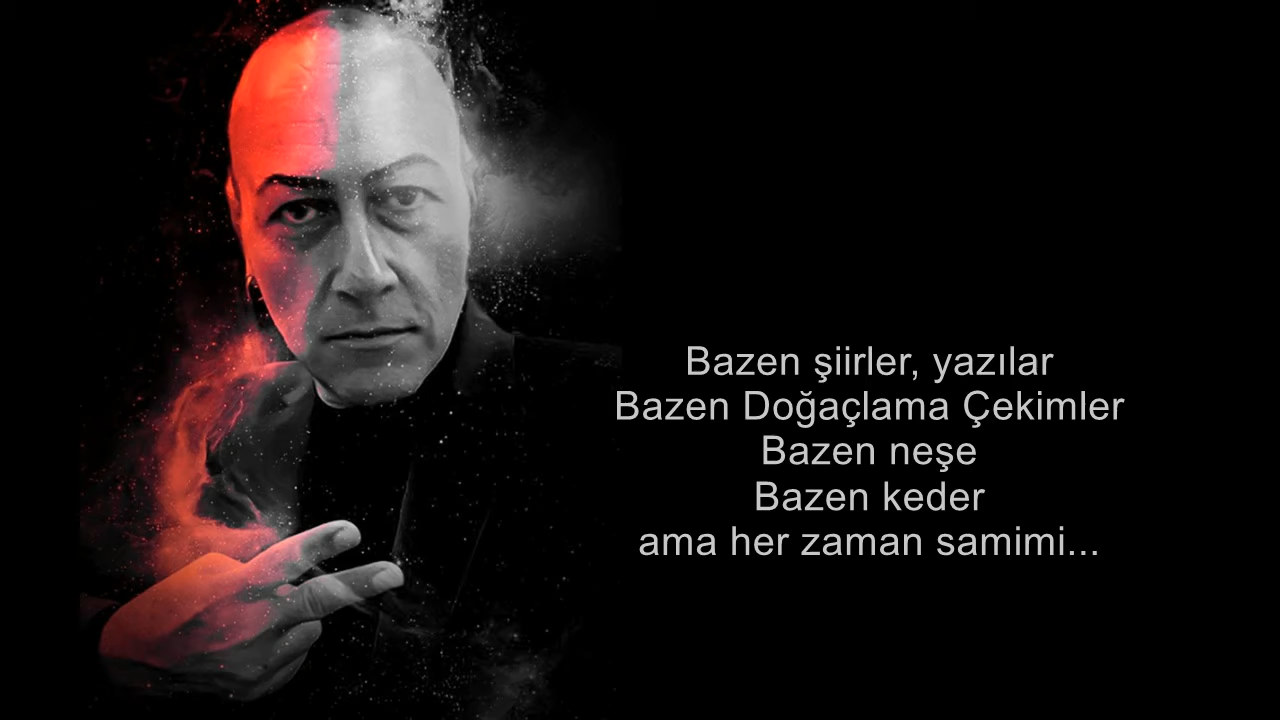 Bazen şiirler, yazılar
Bazen Doğaçlama Çekimler
Bazen neşe
Bazen keder
ama her zaman samimi...